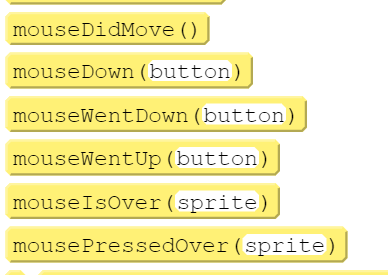 mouseDidMove()
mouseDown(button)
mouseWentDown(button)
mouseWentUp(button)
mouseIsOver(sprite)
mousePressedOver(sprite)